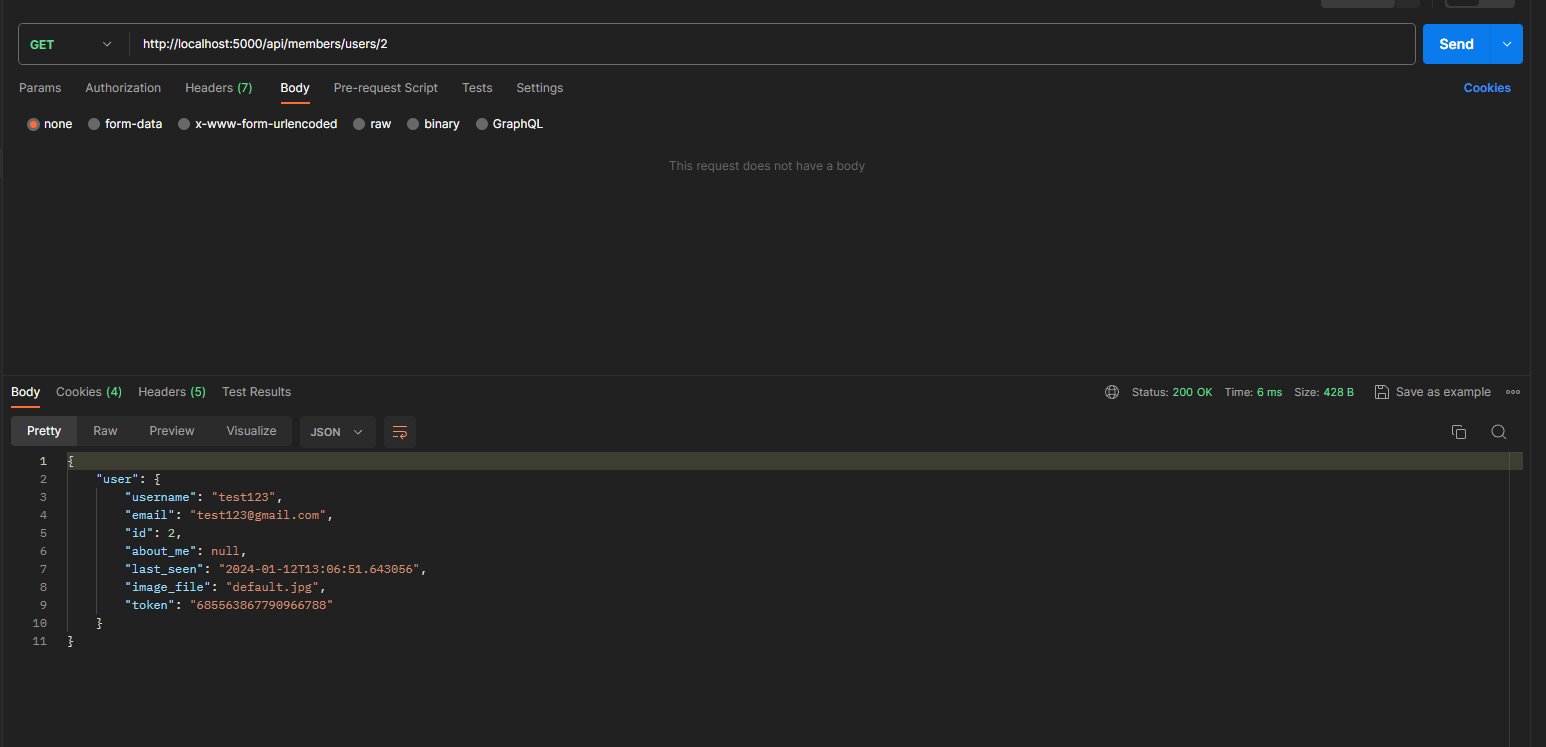 GET http://localhost:5000/api/members/users/2 Send
Params Authorization Headers (7) Body Pre-request Script Tests Settings Cookies
none form-data x-www-form-urlencoded raw binary GraphQL
This request does not have a body
Body Cookies (4) Headers (5) Test Results Status: 200 OK Time: 6 ms Size: 428 B Save as example
Pretty Raw Preview Visualize JSON
1 {
2 "user": {
3 "username": "test123",
4 "email": "test123@gmail.com",
5 "id": 2,
6 "about_me": null,
7 "last_seen": "2024-01-12T13:06:51.643056",
8 "image_file": "default.jpg",
9 "token": "685563867790966788"
10 }
11 }